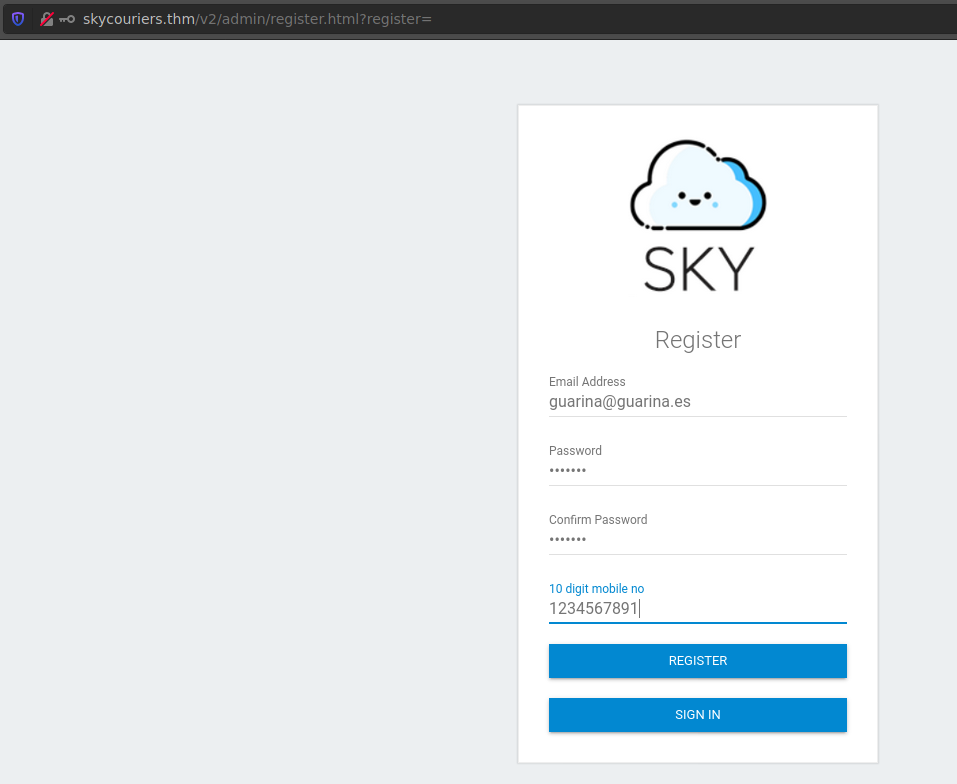 skycouriers.thm/v2/admin/register.html?register=
SKY
Register
Email Address
guarina@guarina.es
Password
•••••••
Confirm Password
•••••••
10 digit mobile no
1234567891
REGISTER
SIGN IN